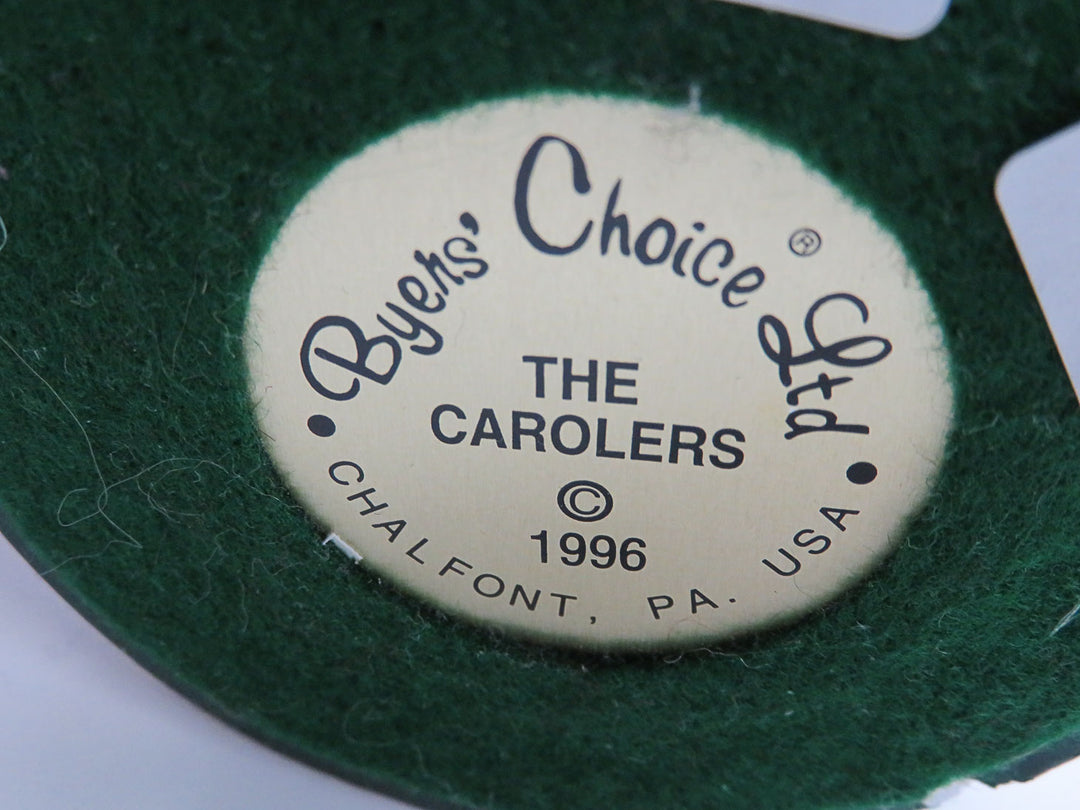 Byers' Choice Ltd ®
THE
CAROLERS
©
1996
• CHALFONT, PA. USA •